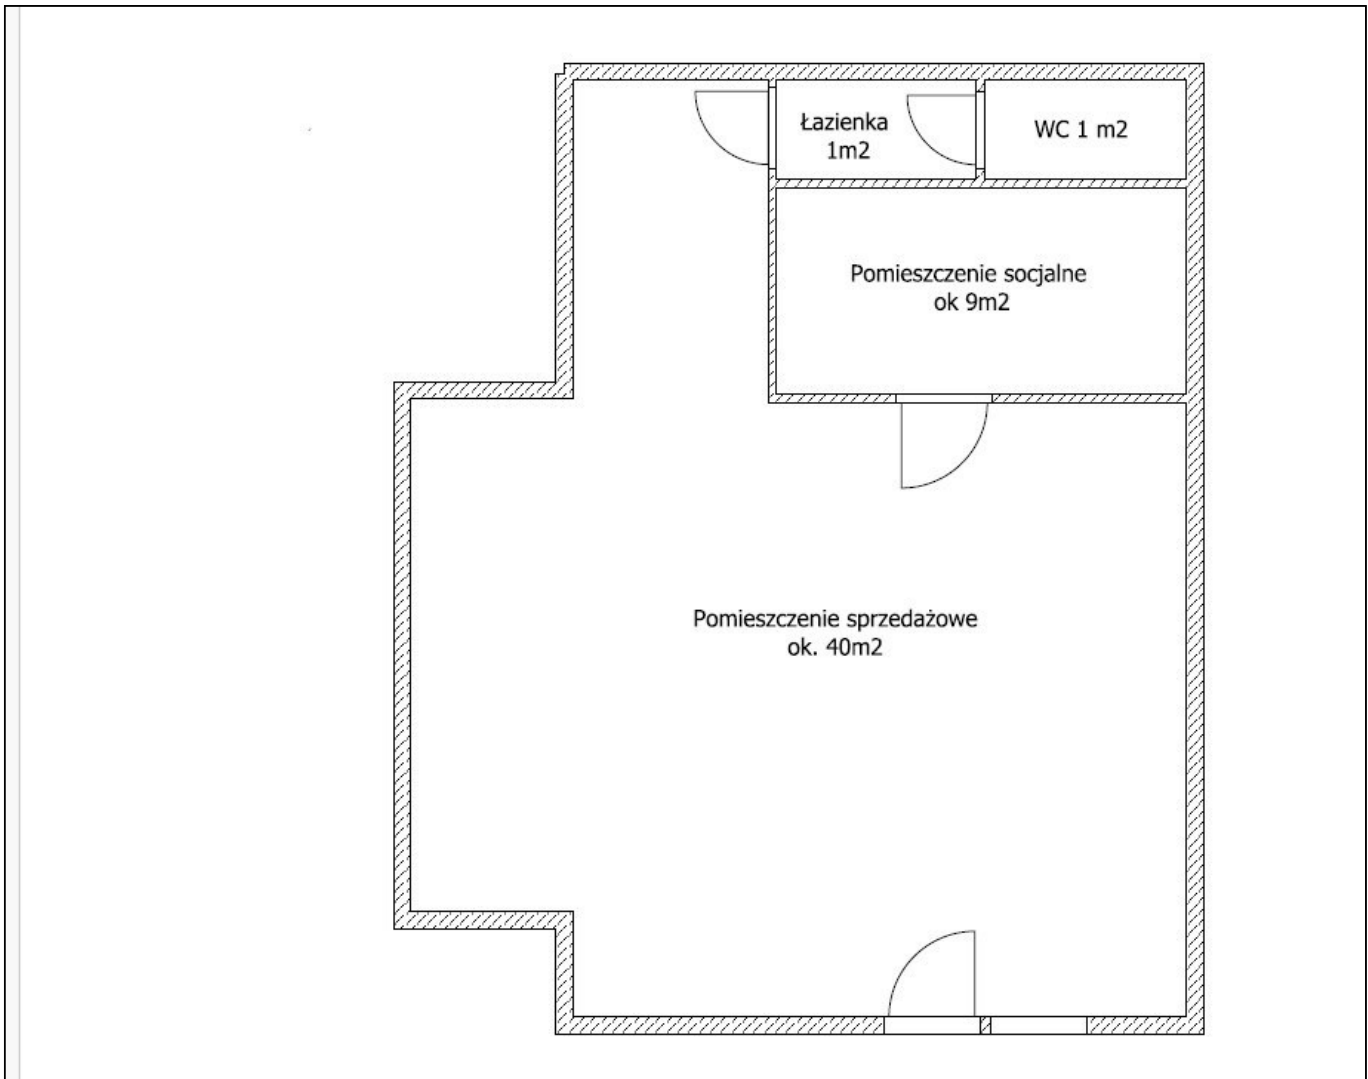 Łazienka
1m2
WC 1 m2
Pomieszczenie socjalne
ok 9m2
Pomieszczenie sprzedażowe
ok. 40m2